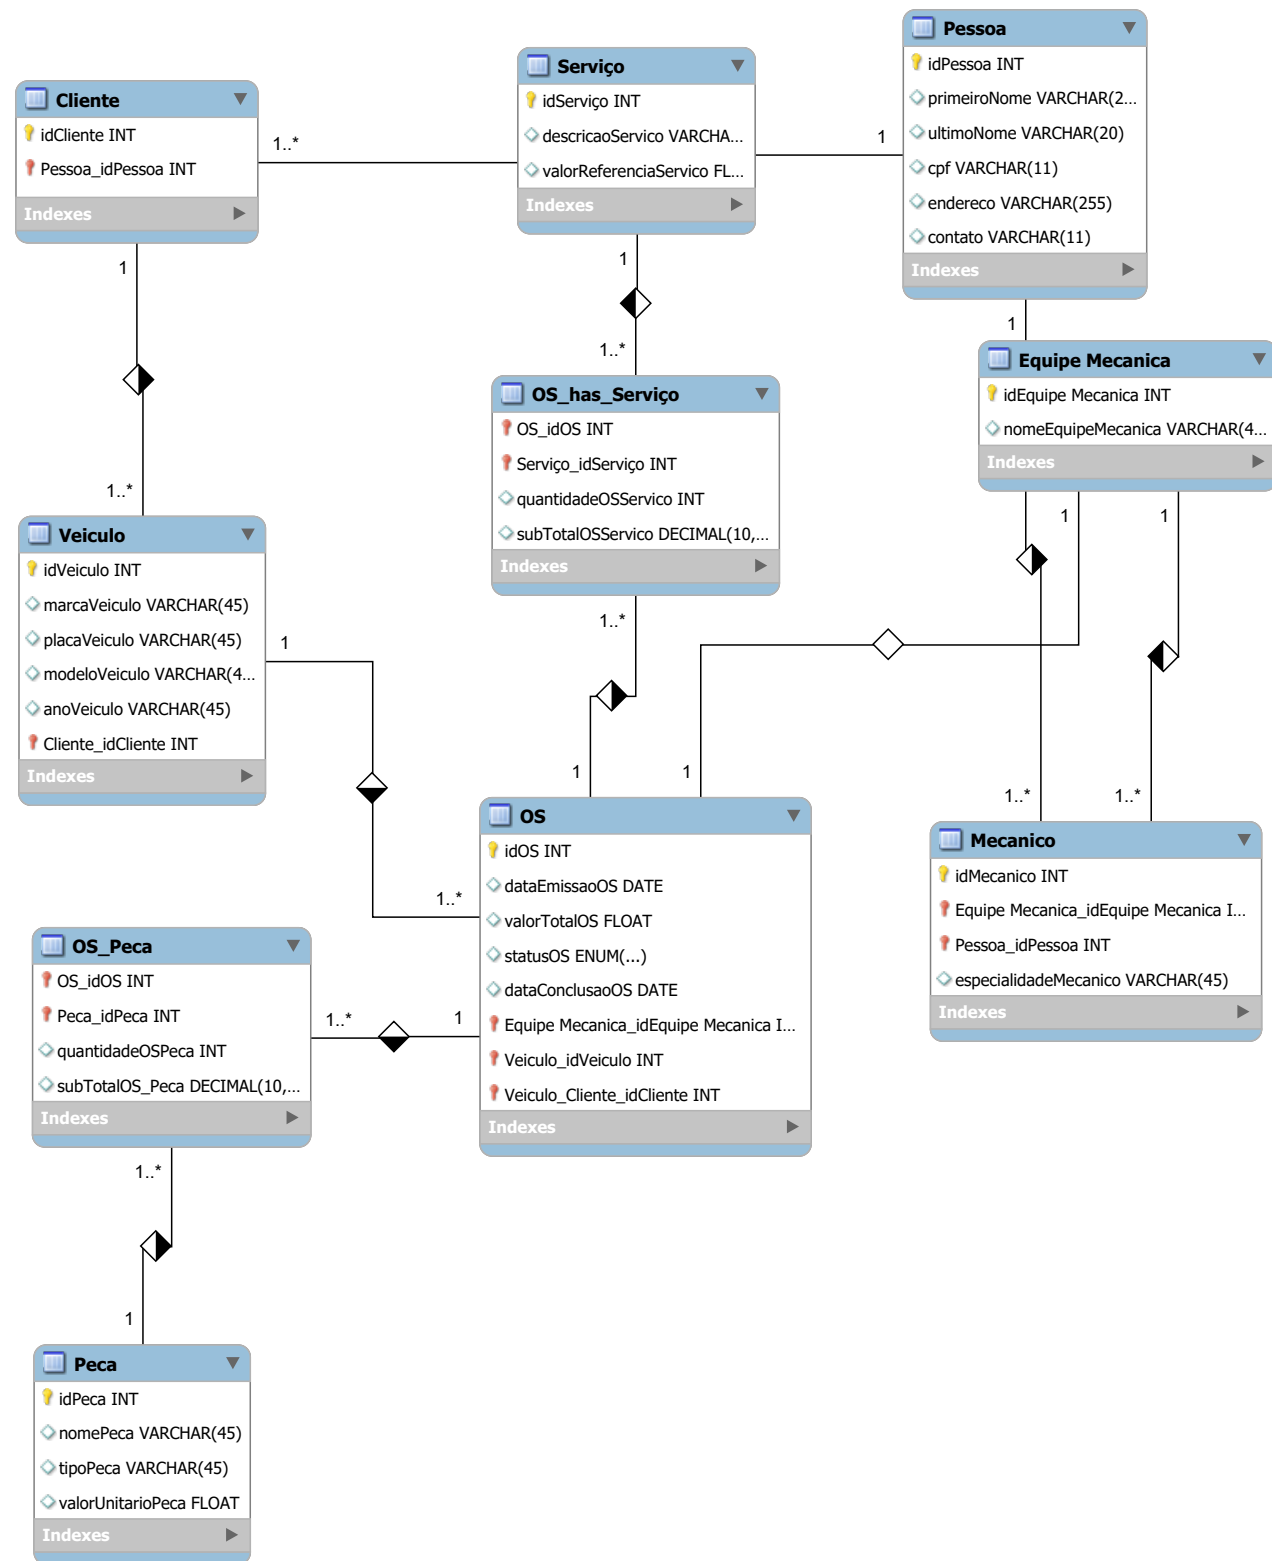 Cliente
idCliente INT
Pessoa_idPessoa INT
Indexes
1..*
Serviço
idServiço INT
descricaoServico VARCHA...
valorReferenciaServico FL...
Indexes
1
Pessoa
idPessoa INT
primeiroNome VARCHAR(2...
ultimoNome VARCHAR(20)
cpf VARCHAR(11)
endereco VARCHAR(255)
contato VARCHAR(11)
Indexes
1
1
1
1..*
1..*
Equipe Mecanica
idEquipe Mecanica INT
nomeEquipeMecanica VARCHAR(4...
Indexes
OS_has_Serviço
OS_idOS INT
Serviço_idServiço INT
quantidadeOSServico INT
subTotalOSServico DECIMAL(10,...
Indexes
1..*
1
1
Veiculo
idVeiculo INT
marcaVeiculo VARCHAR(45)
placaVeiculo VARCHAR(45)
modeloVeiculo VARCHAR(4...
anoVeiculo VARCHAR(45)
Cliente_idCliente INT
Indexes
1
1
1
1..*
1..*
1..*
OS
idOS INT
dataEmissaoOS DATE
valorTotalOS FLOAT
statusOS ENUM(...)
dataConclusaoOS DATE
Equipe Mecanica_idEquipe Mecanica I...
Veiculo_idVeiculo INT
Veiculo_Cliente_idCliente INT
Indexes
Mecanico
idMecanico INT
Equipe Mecanica_idEquipe Mecanica I...
Pessoa_idPessoa INT
especialidadeMecanico VARCHAR(45)
Indexes
OS_Peca
OS_idOS INT
Peca_idPeca INT
quantidadeOSPeca INT
subTotalOS_Peca DECIMAL(10,...
Indexes
1..*
1
1..*
1
Peca
idPeca INT
nomePeca VARCHAR(45)
tipoPeca VARCHAR(45)
valorUnitarioPeca FLOAT
Indexes